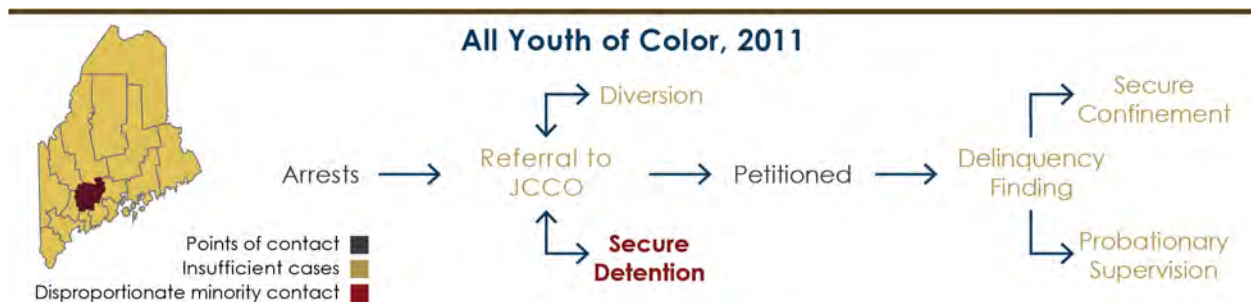 All Youth of Color, 2011
Diversion
Secure
Confinement
Arrests
Referral to
JCCO
Petitioned
Delinquency
Finding
Secure
Detention
Probationary
Supervision
Points of contact
Insufficient cases
Disproportionate minority contact